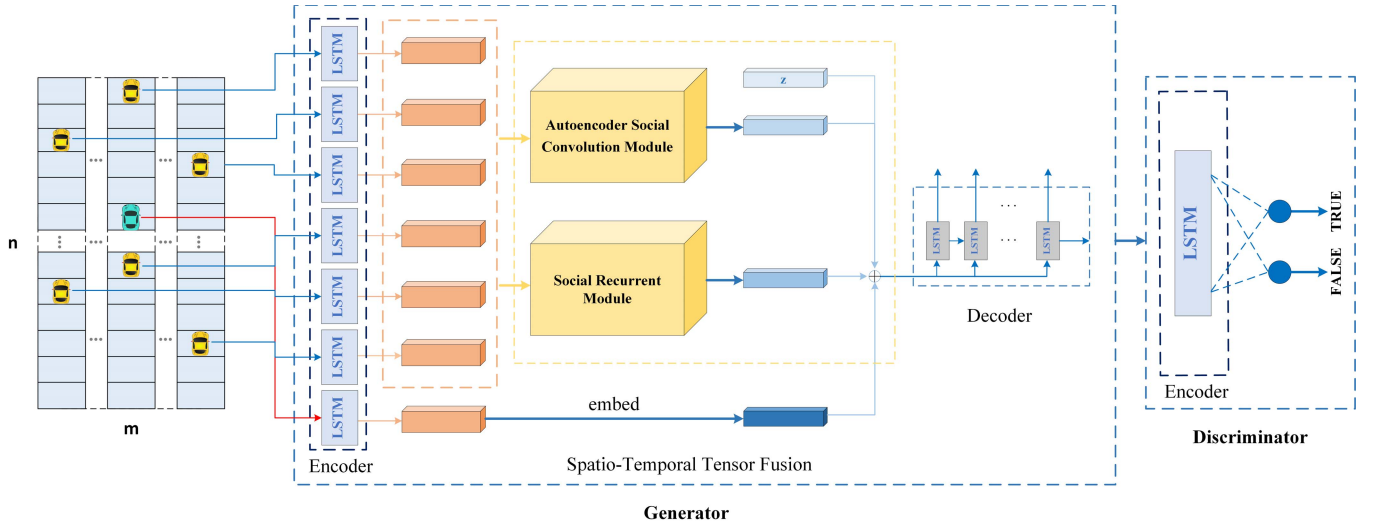 n
m
LSTM
LSTM
LSTM
LSTM
LSTM
LSTM
LSTM
Encoder
Autoencoder Social
Convolution Module
Social Recurrent
Module
z
embed
Spatio-Temporal Tensor Fusion
LSTM
LSTM
LSTM
Decoder
Generator
LSTM
Encoder
TRUE
FALSE
Discriminator